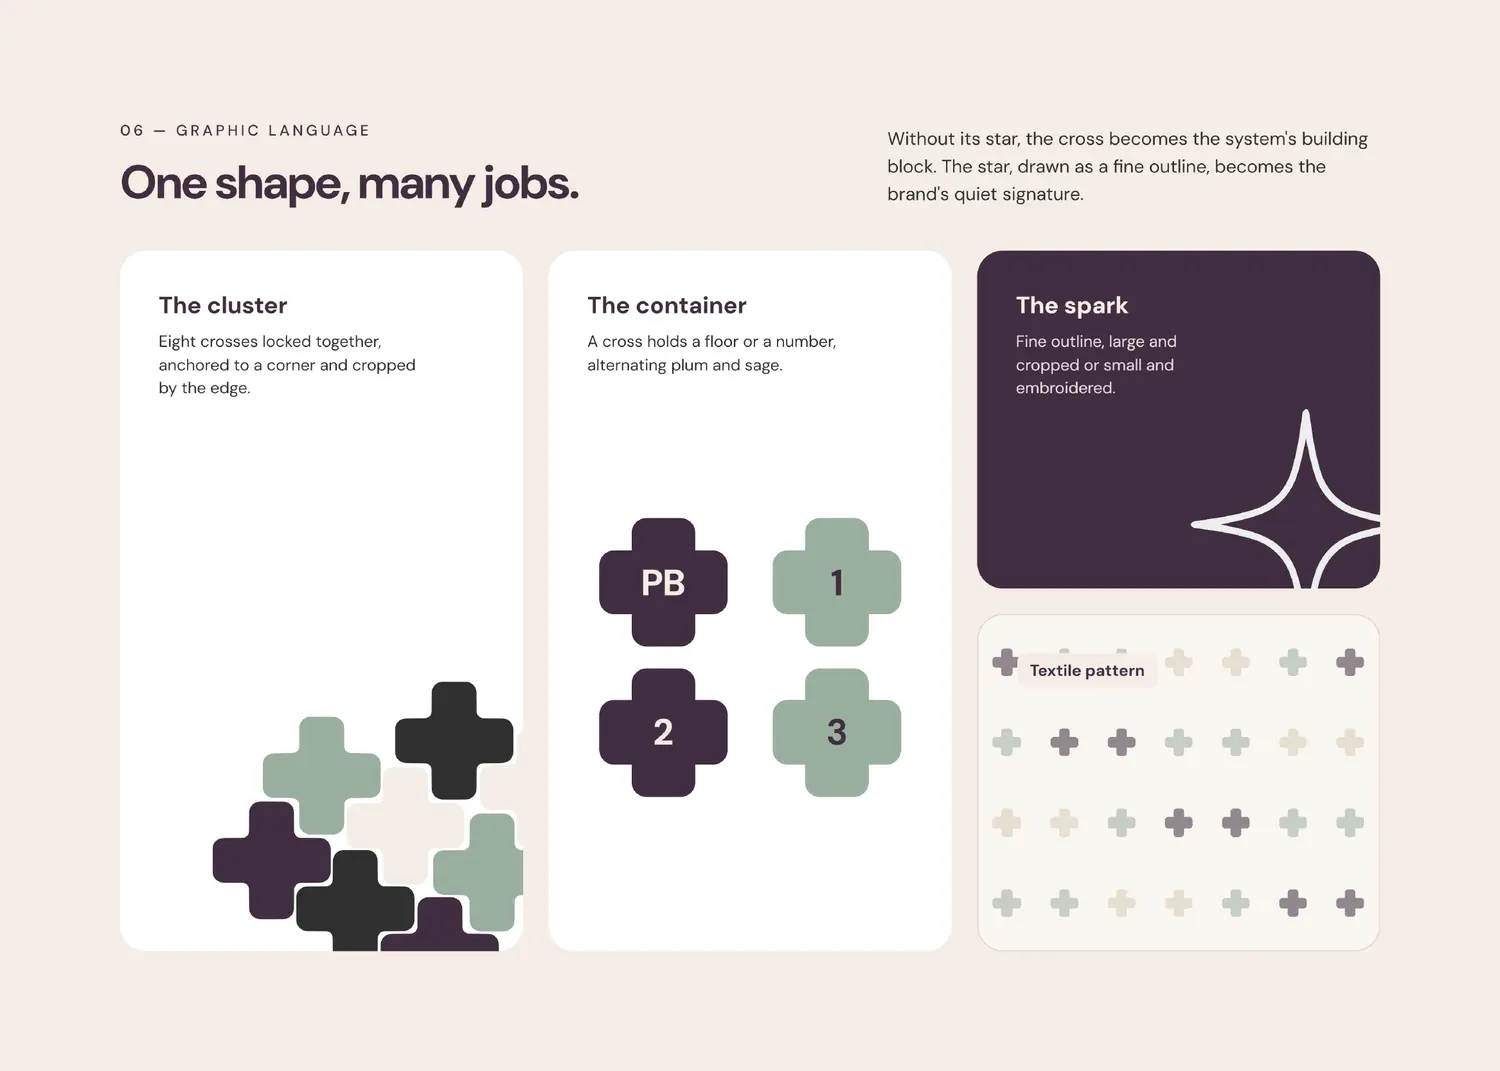 06 — GRAPHIC LANGUAGE
One shape, many jobs.
Without its star, the cross becomes the system's building
block. The star, drawn as a fine outline, becomes the
brand's quiet signature.
The cluster
Eight crosses locked together,
anchored to a corner and cropped
by the edge.
The container
A cross holds a floor or a number,
alternating plum and sage.
PB
1
2
3
The spark
Fine outline, large and
cropped or small and
embroidered.
Textile pattern